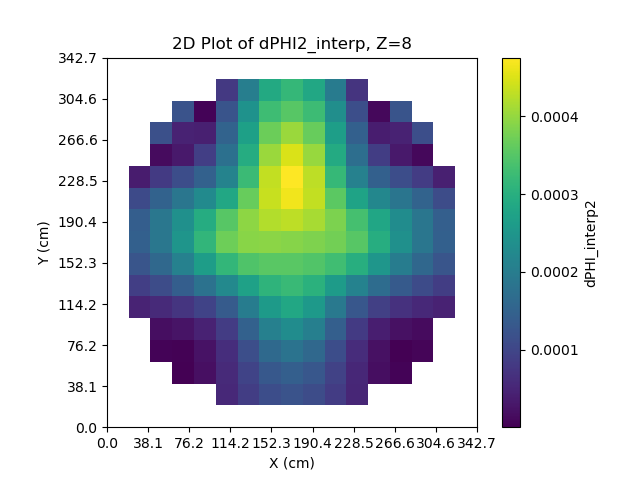 2D Plot of dPHI2_interp, Z=8
342.7
304.6
266.6
228.5
190.4
152.3
114.2
76.2
38.1
0.0
Y (cm)
0.0 38.1 76.2 114.2 152.3 190.4 228.5 266.6 304.6 342.7
X (cm)
0.0004
0.0003
0.0002
0.0001
dPHI_interp2